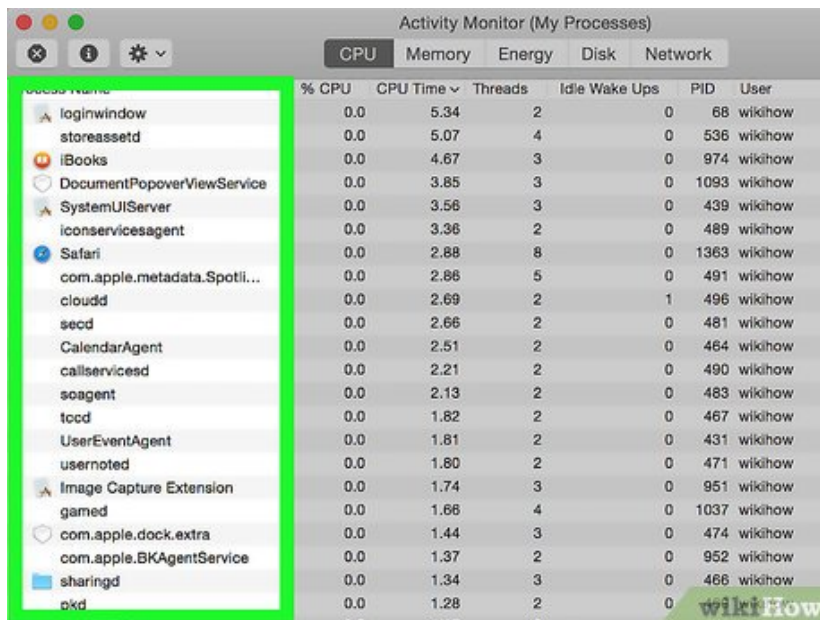 Activity Monitor (My Processes)
CPU Memory Energy Disk Network
% CPU CPU Time Threads Idle Wake Ups PID User
loginwindow 0.0 5.34 2 0 68 wikihow
storeassetd 0.0 5.07 4 0 536 wikihow
iBooks 0.0 4.67 3 0 974 wikihow
DocumentPopoverViewService 0.0 3.85 3 0 1093 wikihow
SystemUIServer 0.0 3.56 3 0 439 wikihow
iconservicesagent 0.0 3.36 2 0 489 wikihow
Safari 0.0 2.88 8 0 1363 wikihow
com.apple.metadata.Spotli... 0.0 2.86 5 0 491 wikihow
cloudd 0.0 2.69 2 1 496 wikihow
secd 0.0 2.66 2 0 481 wikihow
CalendarAgent 0.0 2.51 2 0 464 wikihow
callservicesd 0.0 2.21 2 0 490 wikihow
soagent 0.0 2.13 2 0 483 wikihow
tccd 0.0 1.82 2 0 467 wikihow
UserEventAgent 0.0 1.81 2 0 431 wikihow
usernoted 0.0 1.80 2 0 471 wikihow
Image Capture Extension 0.0 1.74 3 0 951 wikihow
gamed 0.0 1.66 4 0 1037 wikihow
com.apple.dock.extra 0.0 1.44 3 0 474 wikihow
com.apple.BKAgentService 0.0 1.37 2 0 952 wikihow
sharingd 0.0 1.34 3 0 466 wikihow
pkd 0.0 1.28 2 0
wikiHow